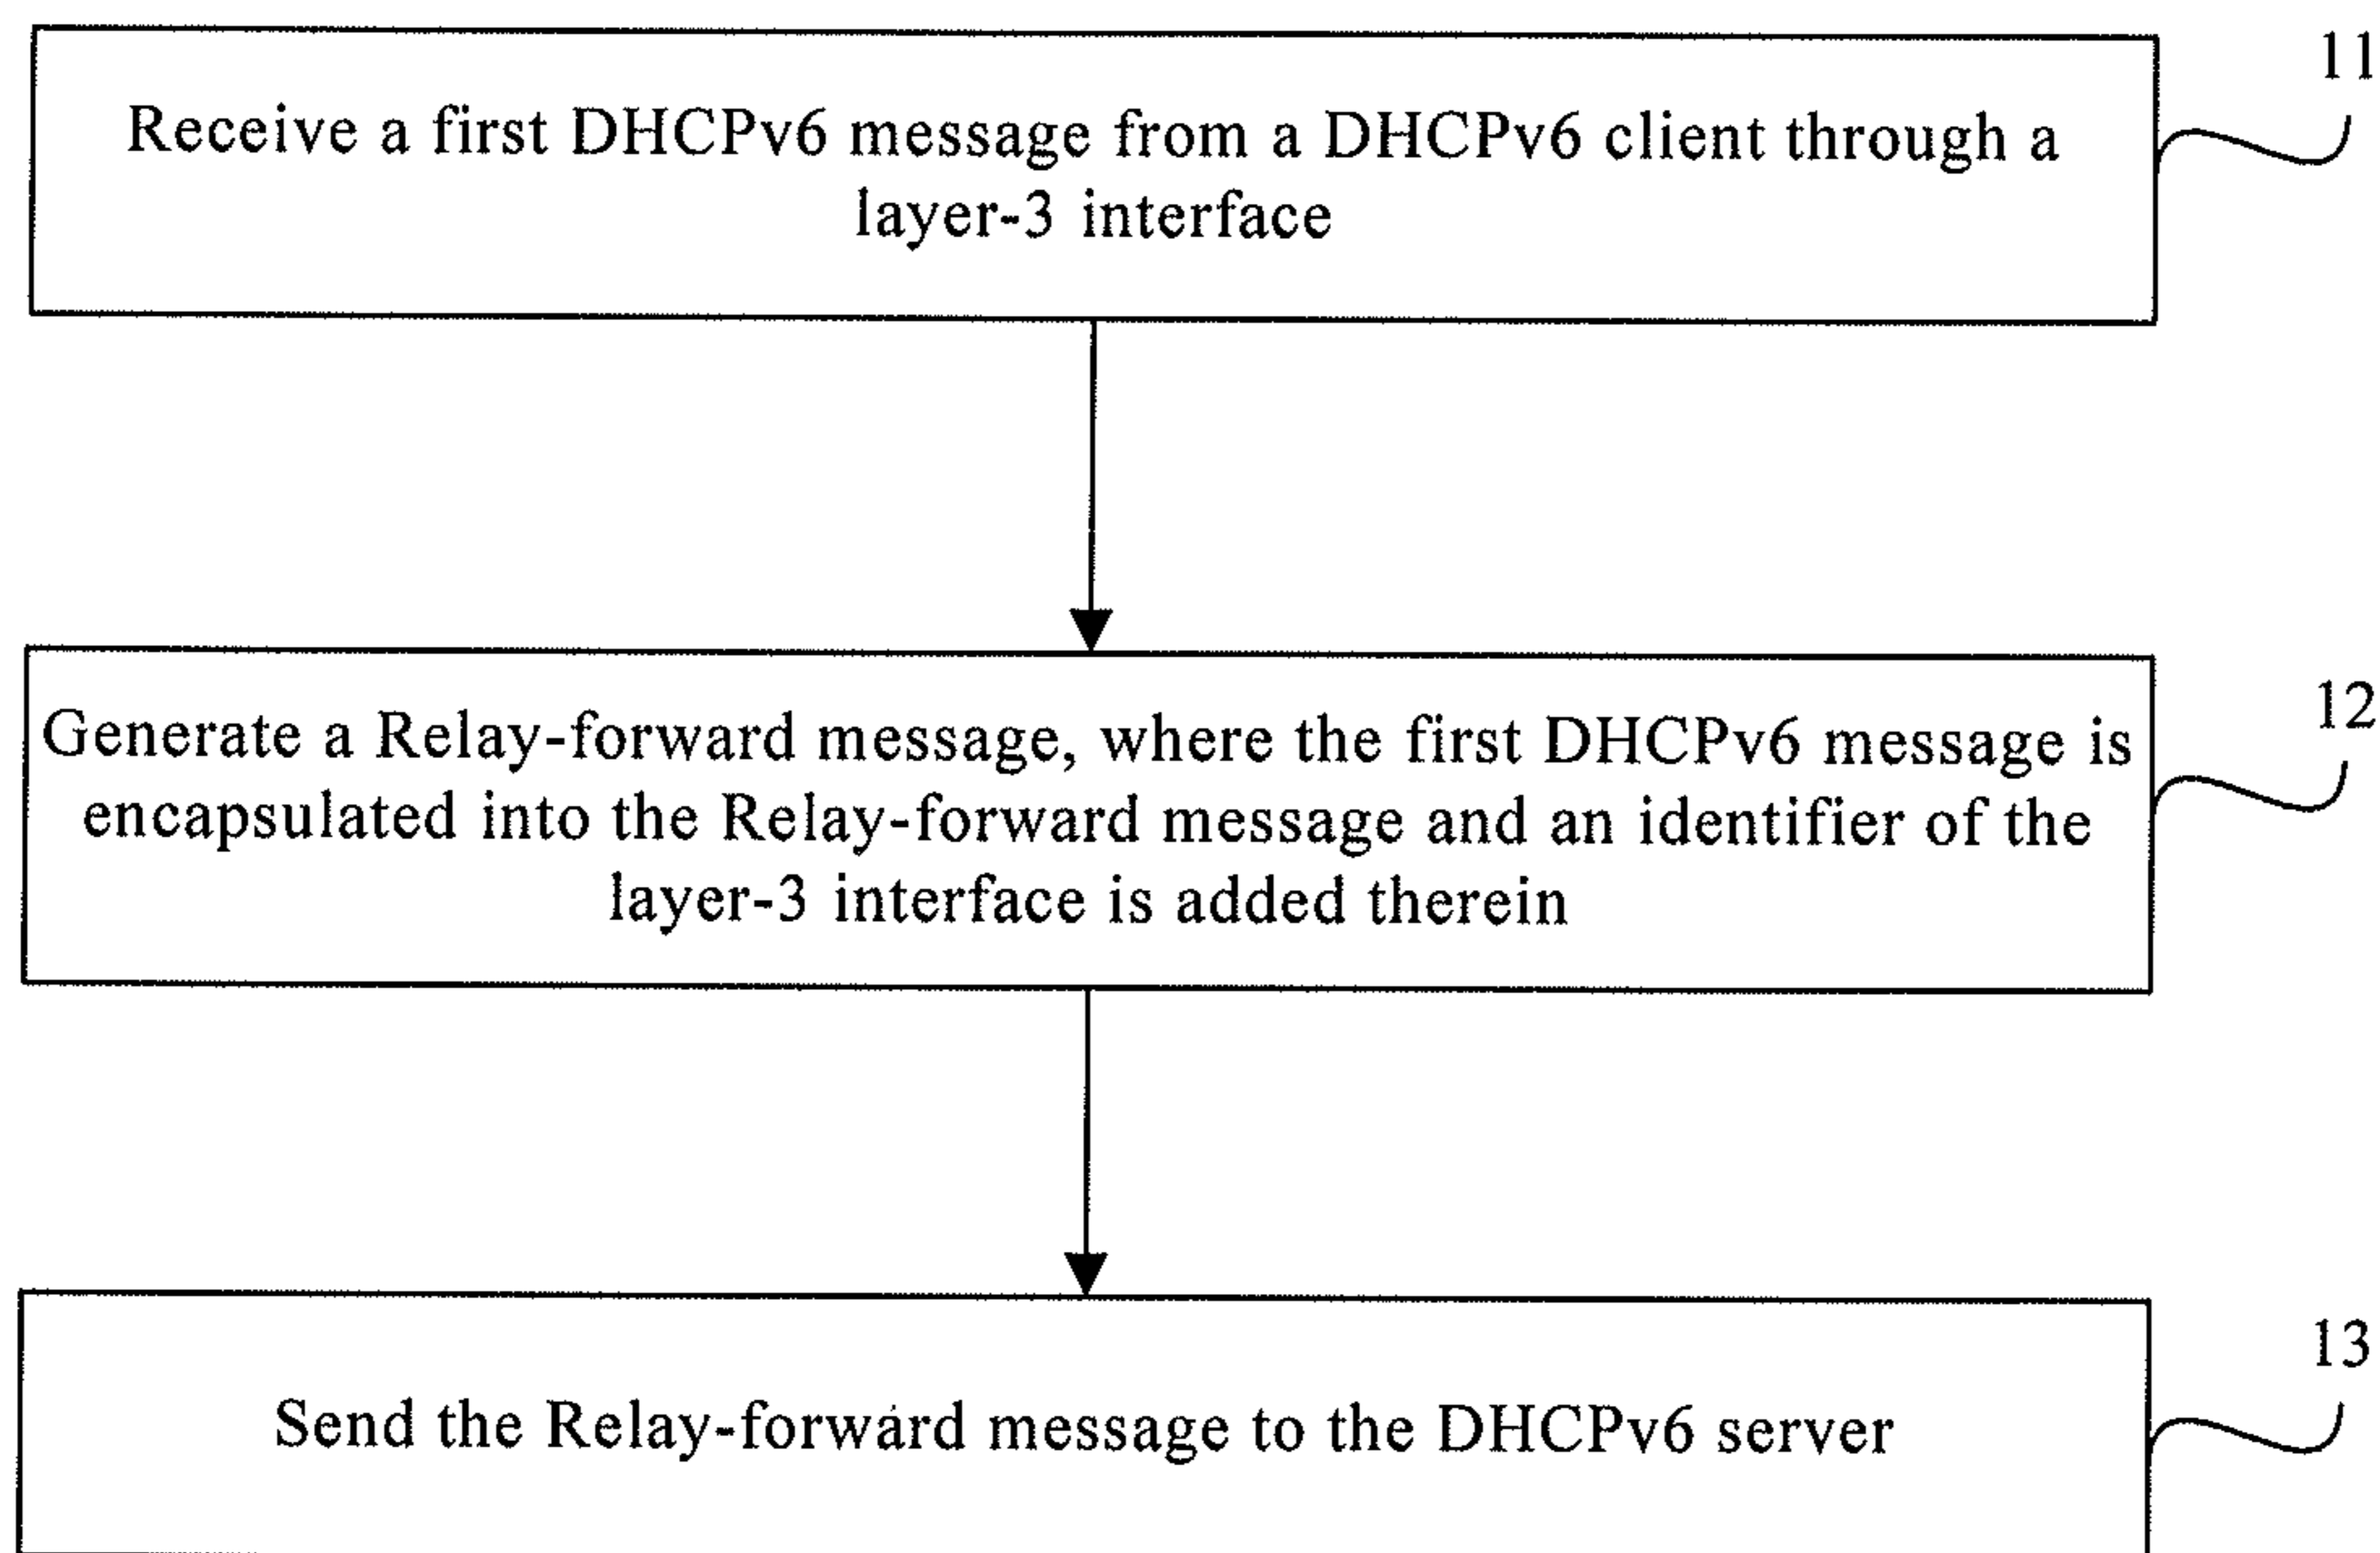 11
Receive a first DHCPv6 message from a DHCPv6 client through a
layer-3 interface
12
Generate a Relay-forward message, where the first DHCPv6 message is
encapsulated into the Relay-forward message and an identifier of the
layer-3 interface is added therein
13
Send the Relay-forward message to the DHCPv6 server